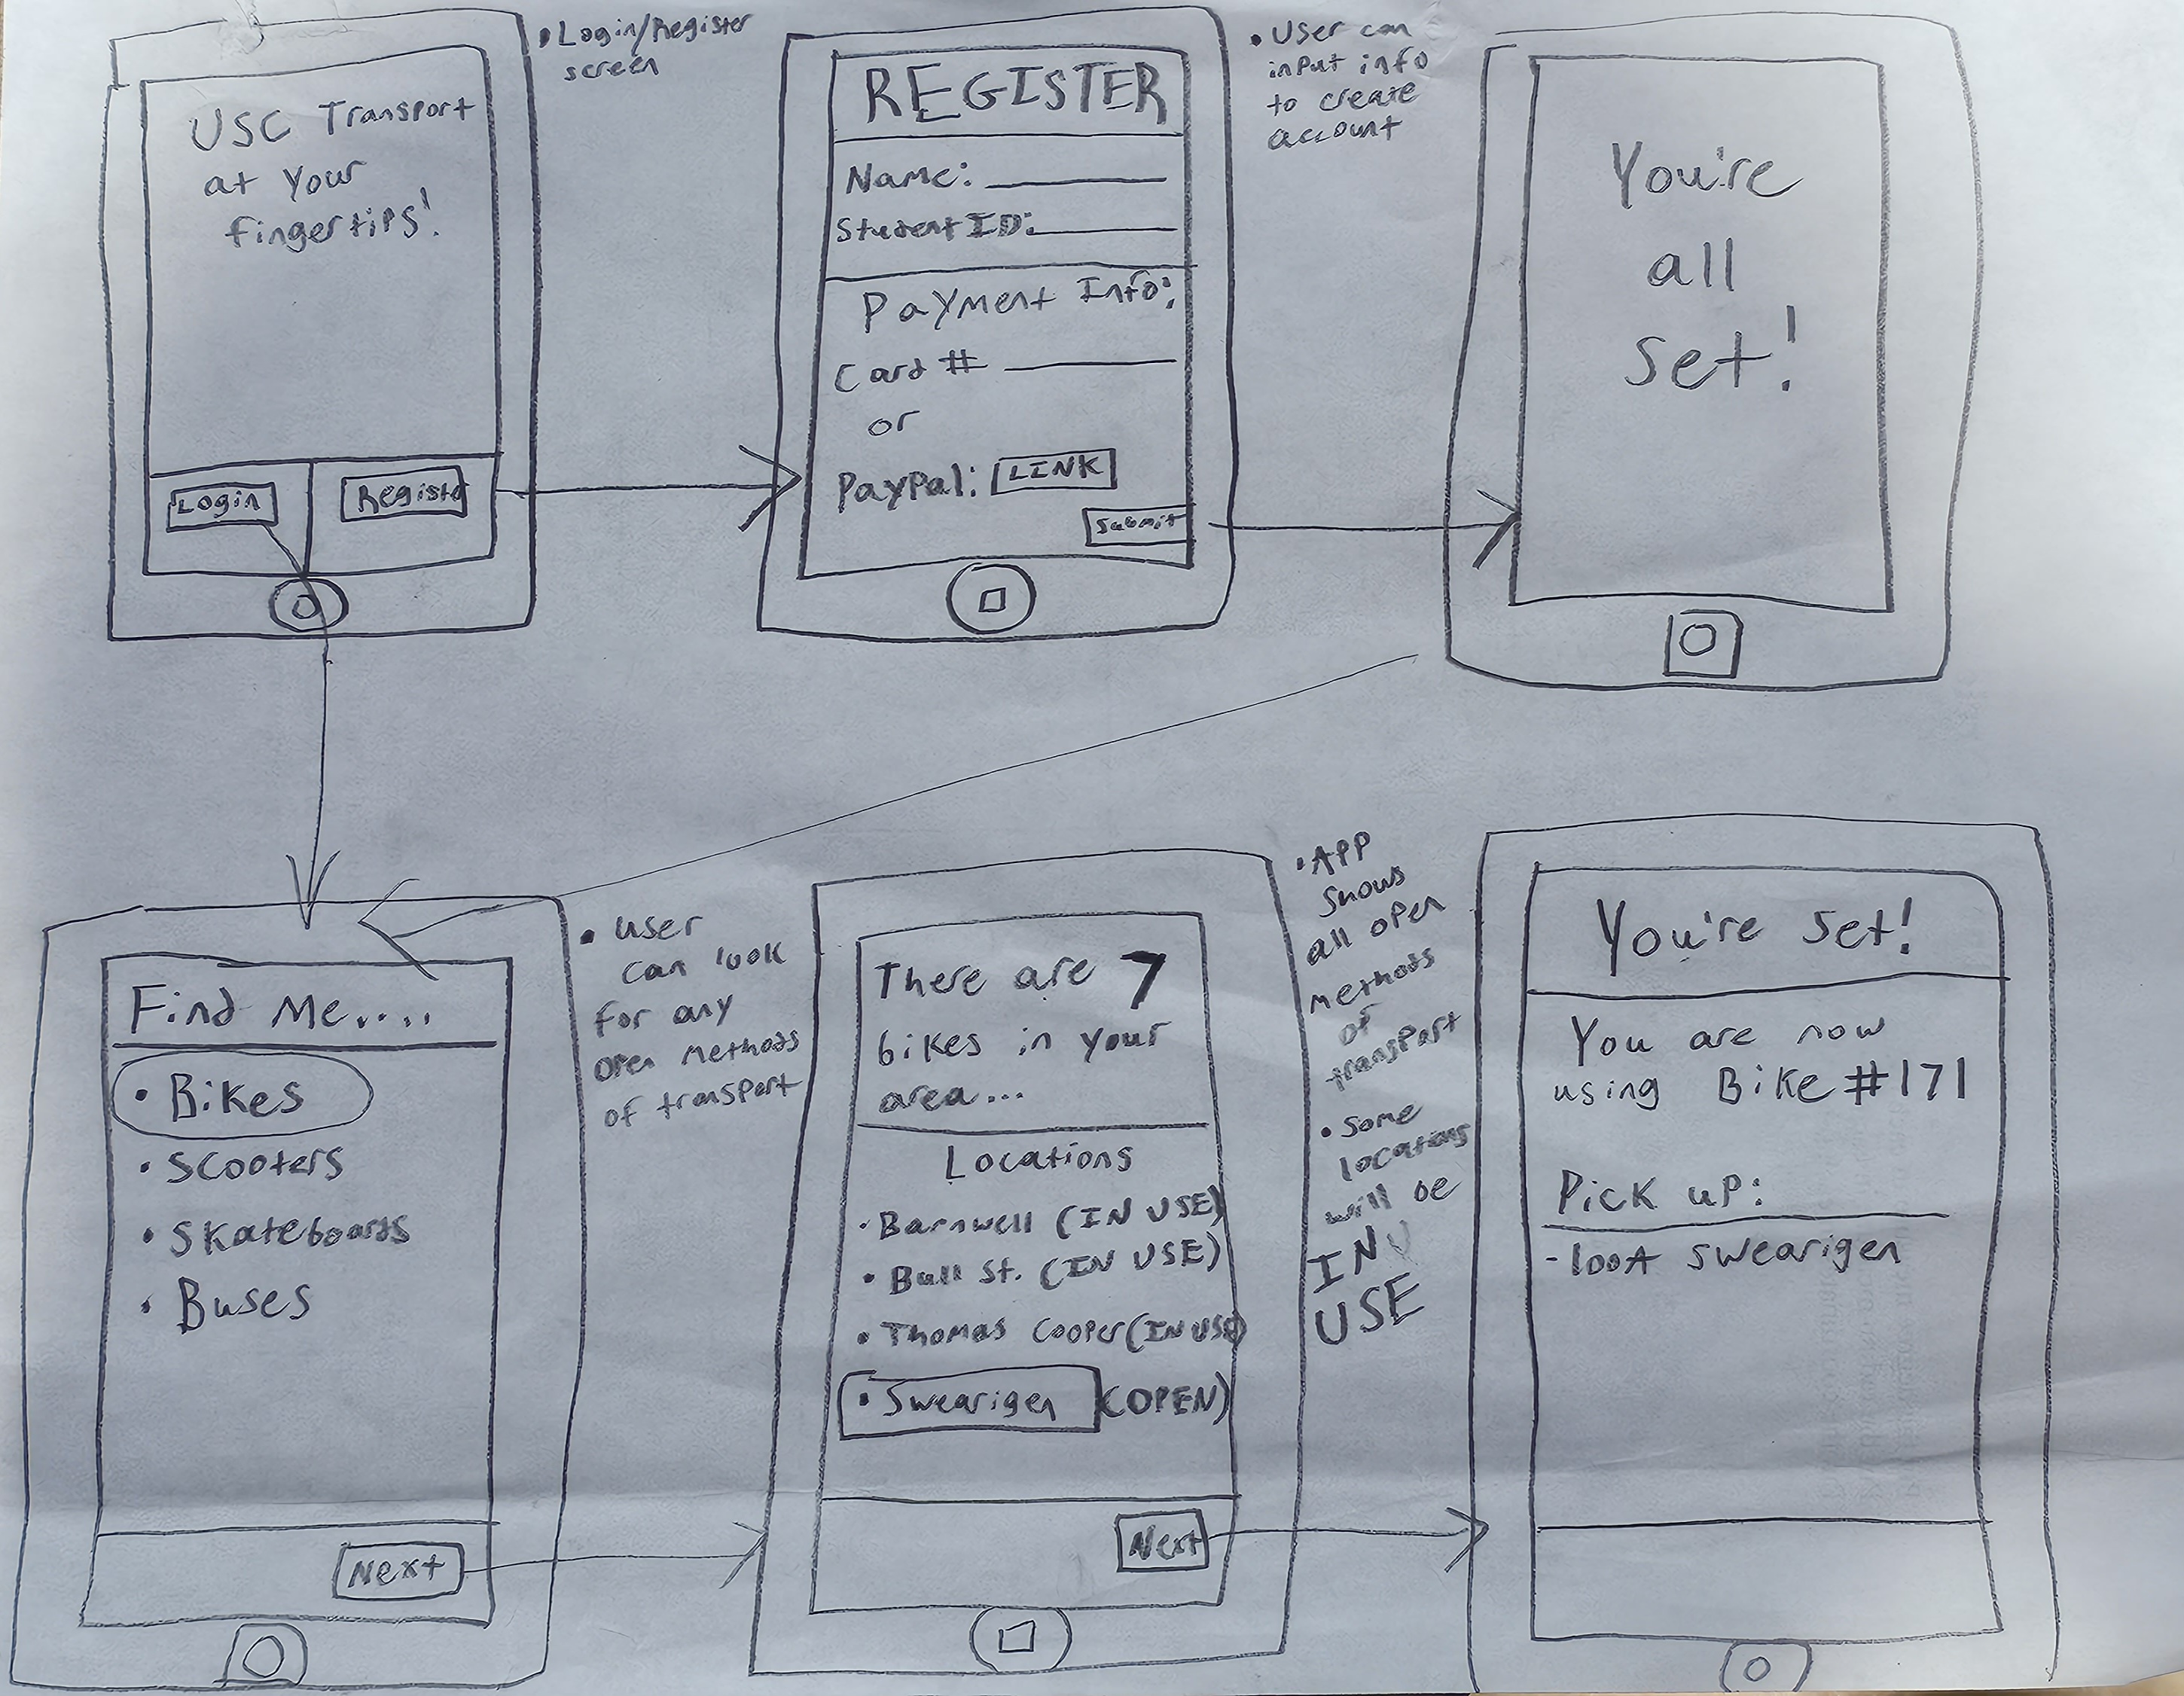 USC Transport
at your
fingertips!
Login
Register
• Login/Register
screen
REGISTER
Name:
Student ID:
Payment Info:
Card #
or
PayPal: LINK
Submit
• User can
input info
to create
account
You're
all
set!
Find Me....
• Bikes
• Scooters
• Skateboards
• Buses
Next
• User
can look
for any
open methods
of transport
There are 7
bikes in your
area...
Locations
• Barnwell (IN USE)
• Bull St. (IN USE)
• Thomas Cooper (IN USE)
• Swearigen (OPEN)
Next
• APP
shows
all open
methods
of
transport
• Some
locations
will be
IN
USE
You're set!
You are now
using Bike #171
Pick up:
- 100A Swearigen